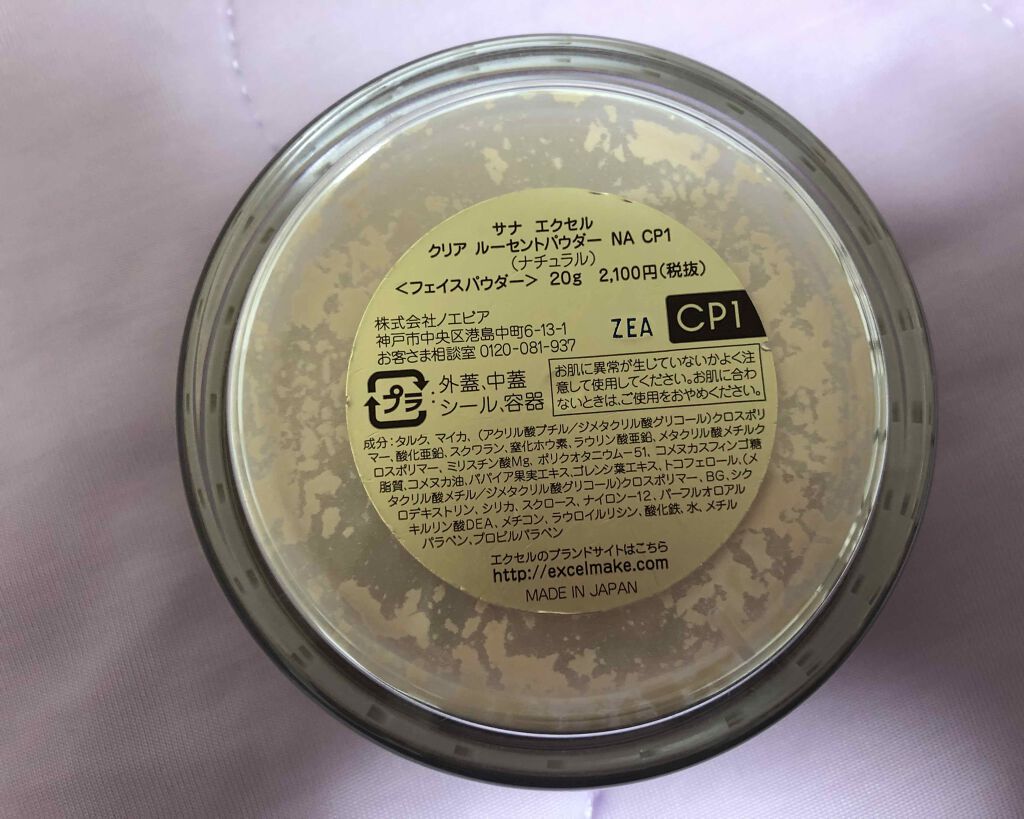 サナ エクセル
クリア ルーセントパウダー NA CP1
(ナチュラル)
<フェイスパウダー> 20g 2,100円(税抜)
株式会社ノエビア
神戸市中央区港島中町6-13-1
お客さま相談室 0120-081-937
ZEA
CP1
プラ
：外蓋、中蓋
シール、容器
お肌に異常が生じていないかよく注
意して使用してください。お肌に合わ
ないときは、ご使用をおやめください。
成分：タルク、マイカ、(アクリル酸ブチル／ジメタクリル酸グリコール)クロスポリ
マー、酸化亜鉛、スクワラン、窒化ホウ素、ラウリン酸亜鉛、メタクリル酸メチルク
ロスポリマー、ミリスチン酸Mg、ポリクオタニウム－51、コメヌカスフィンゴ糖
脂質、コメヌカ油、パパイア果実エキス、ゴレンシ葉エキス、トコフェロール、(メ
タクリル酸メチル／ジメタクリル酸グリコール)クロスポリマー、BG、シク
ロデキストリン、シリカ、スクロース、ナイロン－12、パーフルオロアル
キルリン酸DEA、メチコン、ラウロイルリシン、酸化鉄、水、メチル
パラベン、プロピルパラベン
エクセルのブランドサイトはこちら
http://excelmake.com
MADE IN JAPAN